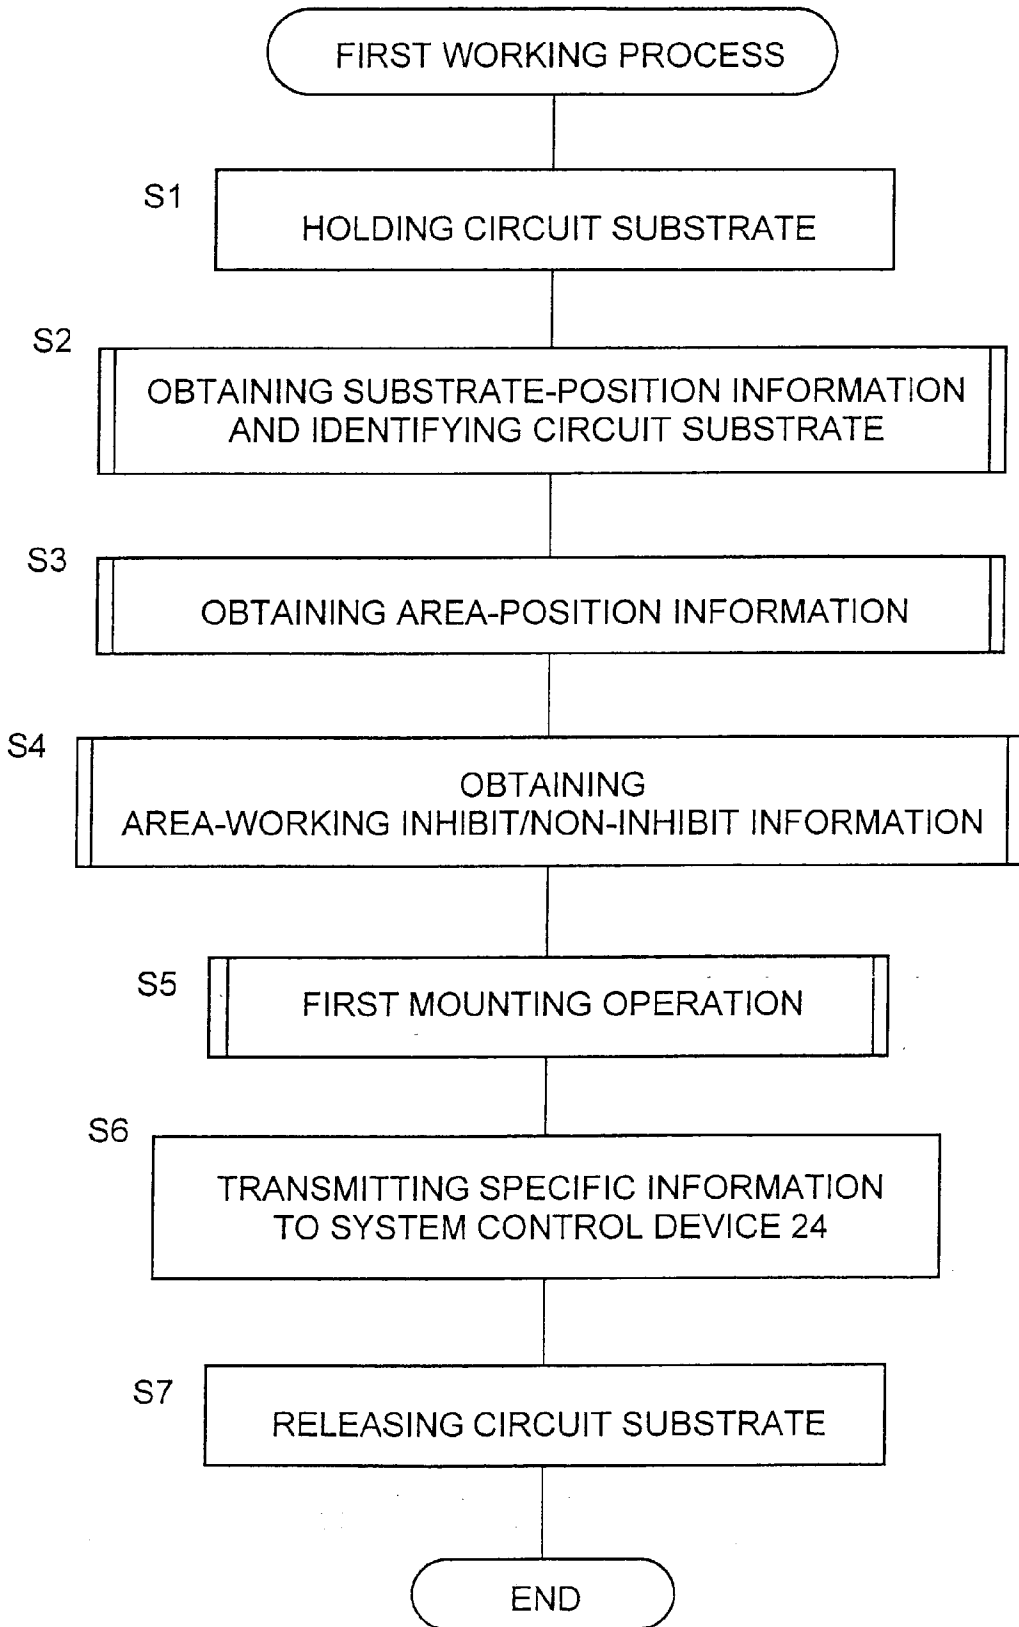 FIRST WORKING PROCESS
S1
HOLDING CIRCUIT SUBSTRATE
S2
OBTAINING SUBSTRATE-POSITION INFORMATION
AND IDENTIFYING CIRCUIT SUBSTRATE
S3
OBTAINING AREA-POSITION INFORMATION
S4
OBTAINING
AREA-WORKING INHIBIT/NON-INHIBIT INFORMATION
S5
FIRST MOUNTING OPERATION
S6
TRANSMITTING SPECIFIC INFORMATION
TO SYSTEM CONTROL DEVICE 24
S7
RELEASING CIRCUIT SUBSTRATE
END